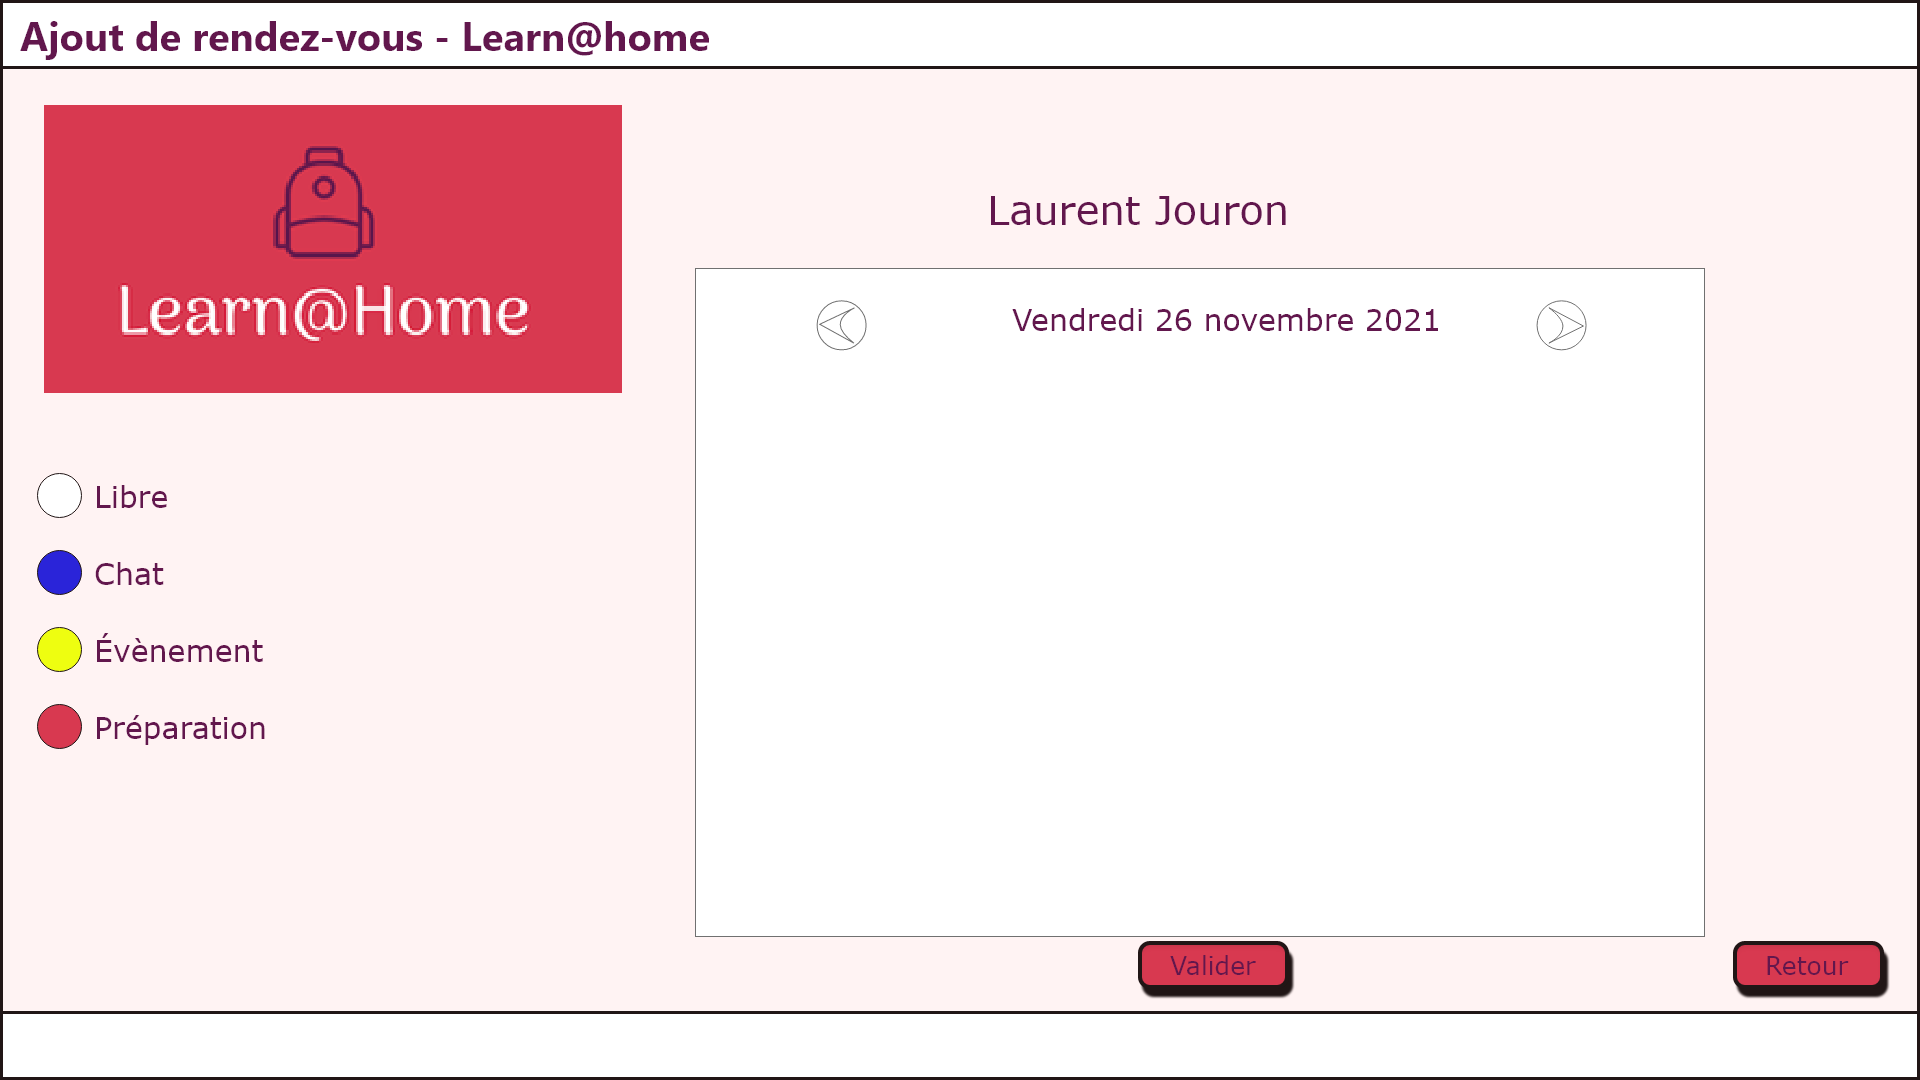 Ajout de rendez-vous - Learn@home
Learn@Home
Laurent Jouron
Vendredi 26 novembre 2021
Libre
Chat
Évènement
Préparation
Valider
Retour